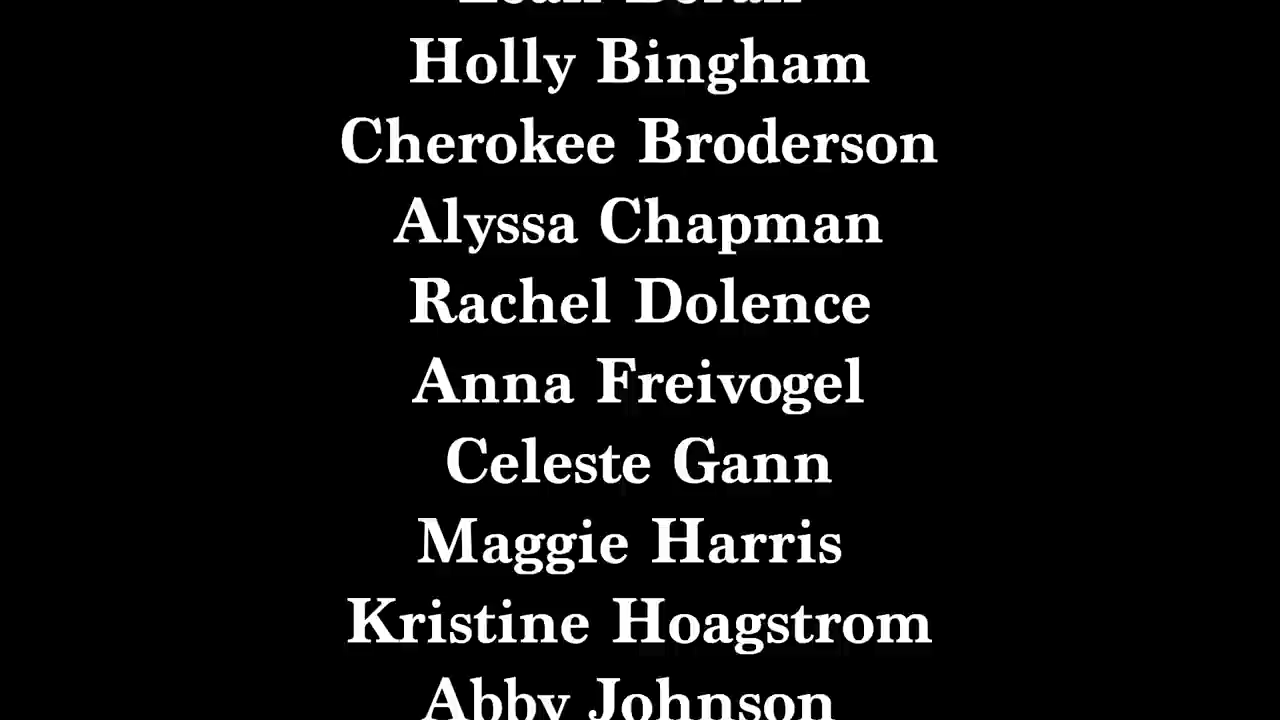 Holly Bingham
Cherokee Broderson
Alyssa Chapman
Rachel Dolence
Anna Freivogel
Celeste Gann
Maggie Harris
Kristine Hoagstrom
Abby Johnson